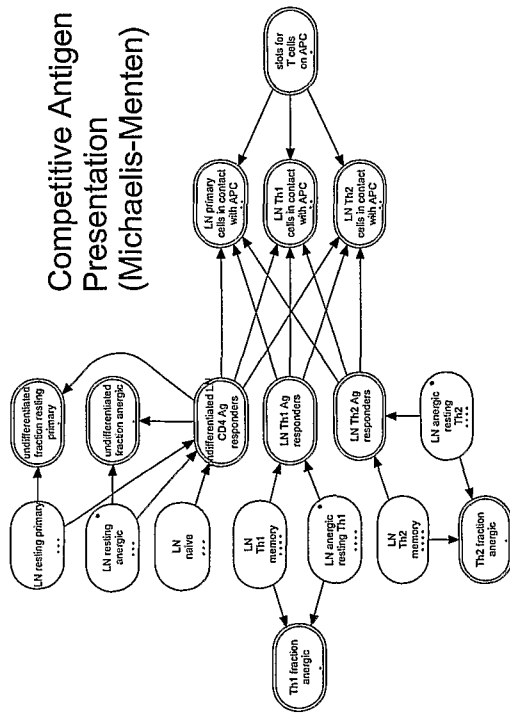 Competitive Antigen
Presentation
(Michaelis-Menten)
slots for
T cells
on APC
LN primary
cells in contact
with APC
LN Th1
cells in contact
with APC
LN Th2
cells in contact
with APC
undifferentiated
fraction resting
primary
undifferentiated
fraction anergic
undifferentiated LN
CD4 Ag
responders
LN Th1 Ag
responders
LN Th2 Ag
responders
LN resting primary
LN resting
anergic
LN
naive
LN
Th1
memory
LN anergic
resting Th1
LN
Th2
memory
LN anergic
resting
Th2
Th1 fraction
anergic
Th2 fraction
anergic